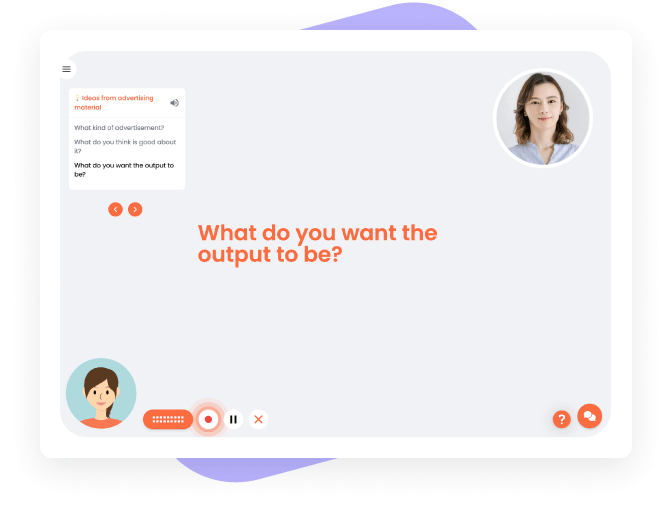 Ideas from advertising
material
What kind of advertisement?
What do you think is good about
it?
What do you want the output to
be?
What do you want the
output to be?
?